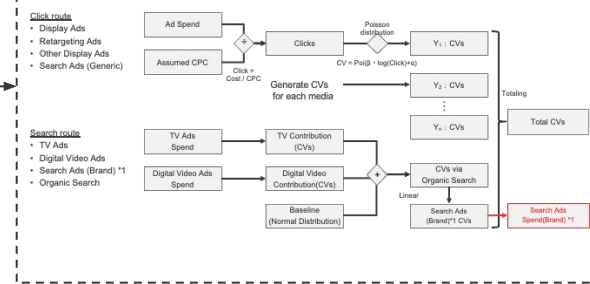 Click route
• Display Ads
• Retargeting Ads
• Other Display Ads
• Search Ads (Generic)
Ad Spend
Assumed CPC
÷
Click =
Cost / CPC
Clicks
Poisson
distribution
CV = Poi(β・log(Click)+α)
Y₁ : CVs
Generate CVs
for each media
Y₂ : CVs
⋮
Yₙ : CVs
Totaling
Total CVs
Search route
• TV Ads
• Digital Video Ads
• Search Ads (Brand) *1
• Organic Search
TV Ads
Spend
TV Contribution
(CVs)
Digital Video Ads
Spend
Digital Video
Contribution(CVs)
Baseline
(Normal Distribution)
+
CVs via
Organic Search
Linear
Search Ads
(Brand)*1 CVs
Search Ads
Spend(Brand) *1